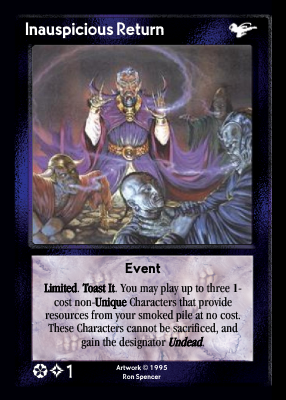 Inauspicious Return
Event
Limited. Toast It. You may play up to three 1-
cost non-Unique Characters that provide
resources from your smoked pile at no cost.
These Characters cannot be sacrificed, and
gain the designator Undead.
1
Artwork © 1995
Ron Spencer